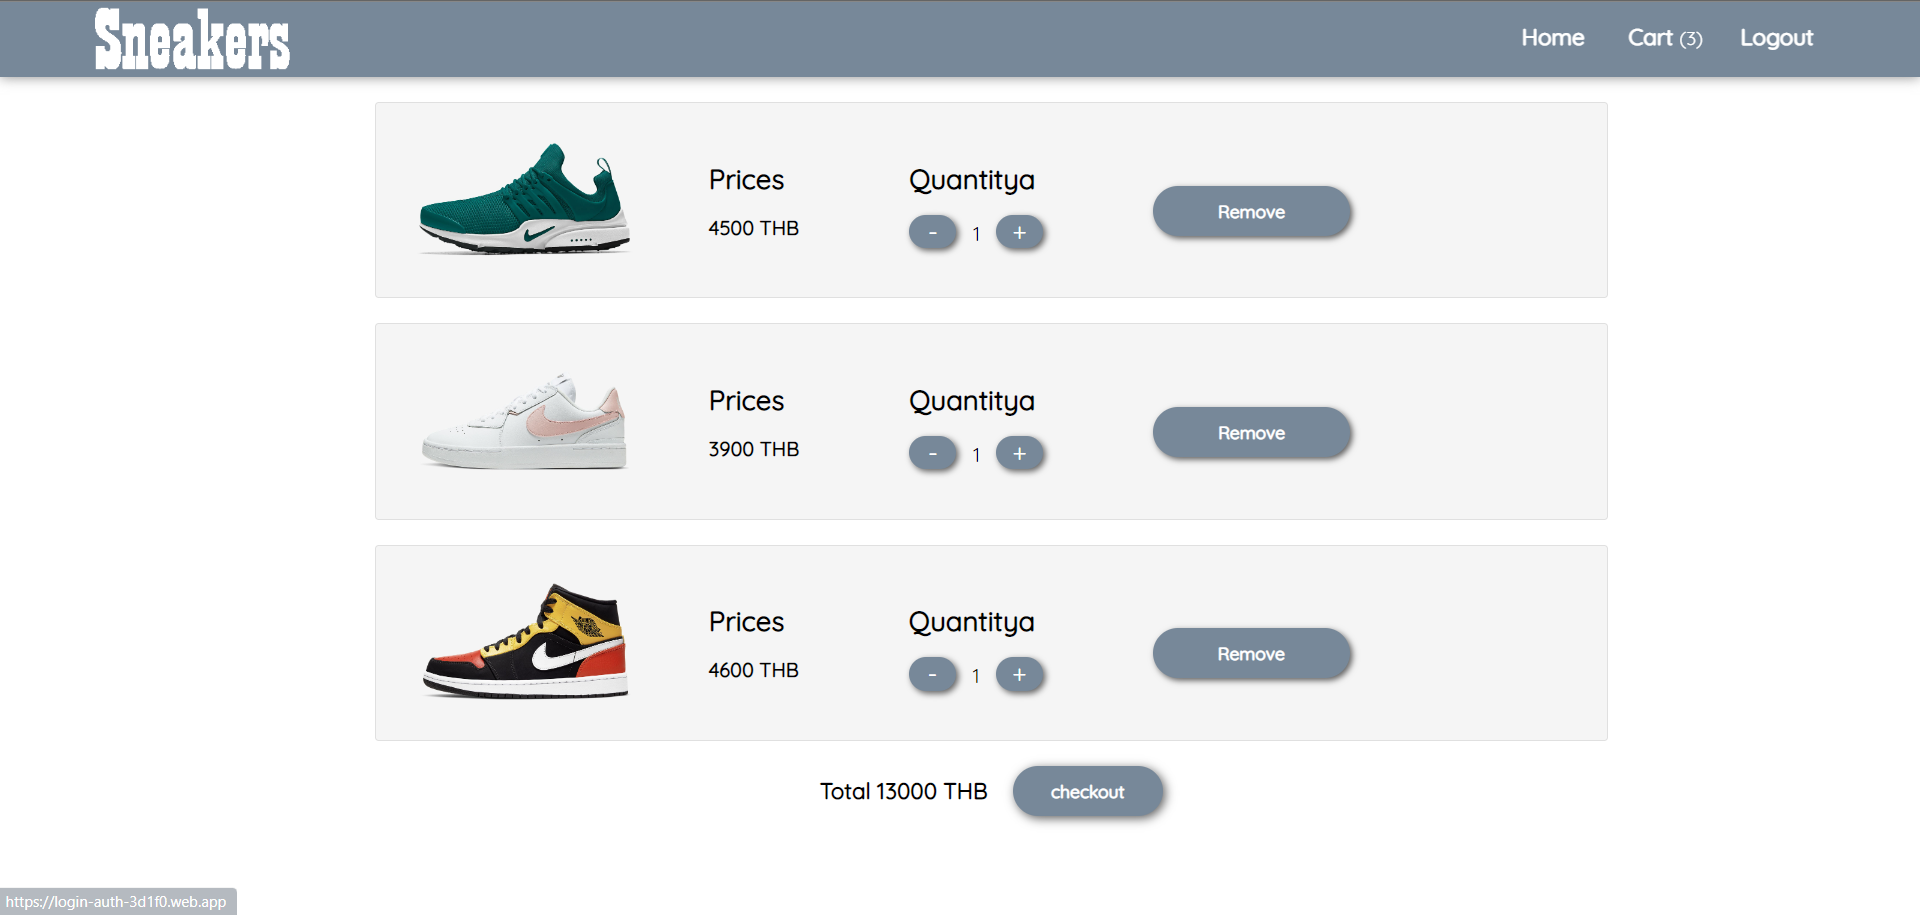 Sneakers
Home Cart (3) Logout
Prices Quantitya
4500 THB - 1 + Remove
Prices Quantitya
3900 THB - 1 + Remove
Prices Quantitya
4600 THB - 1 + Remove
Total 13000 THB checkout
https://login-auth-3d1f0.web.app